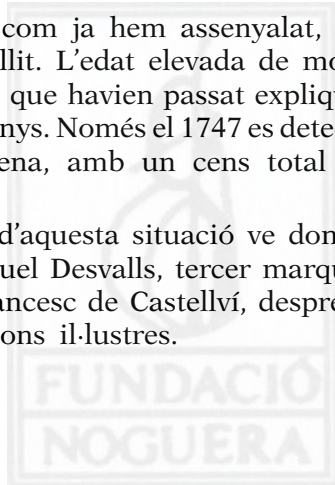 com ja hem assenyalat,
llit. L’edat elevada de mo
que havien passat expliqu
nys. Només el 1747 es dete
ena, amb un cens total
d’aquesta situació ve don
uel Desvalls, tercer marqu
ancesc de Castellví, despre
ons il·lustres.
FUNDACIÓ
NOGUERA